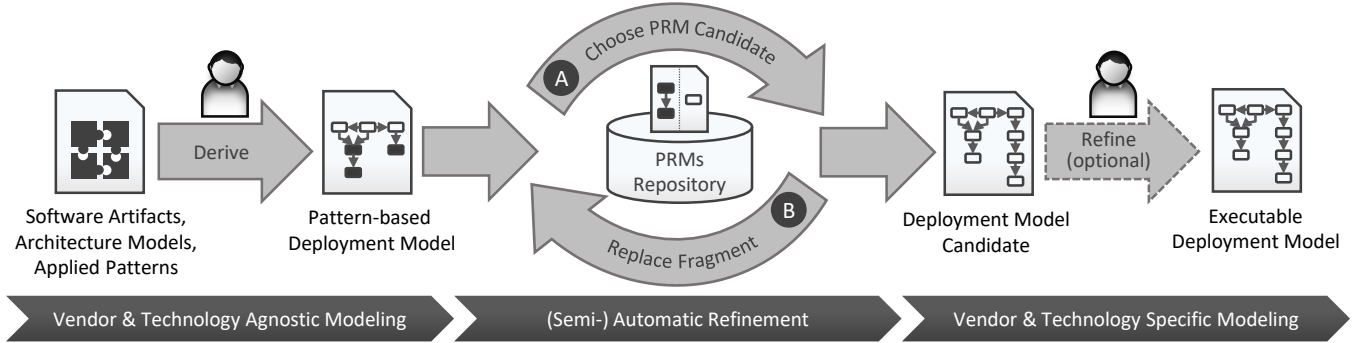 Derive
Software Artifacts,
Architecture Models,
Applied Patterns
Pattern-based
Deployment Model
Choose PRM Candidate
A
PRMs
Repository
B
Replace Fragment
Deployment Model
Candidate
Refine
(optional)
Executable
Deployment Model
Vendor & Technology Agnostic Modeling
(Semi-) Automatic Refinement
Vendor & Technology Specific Modeling